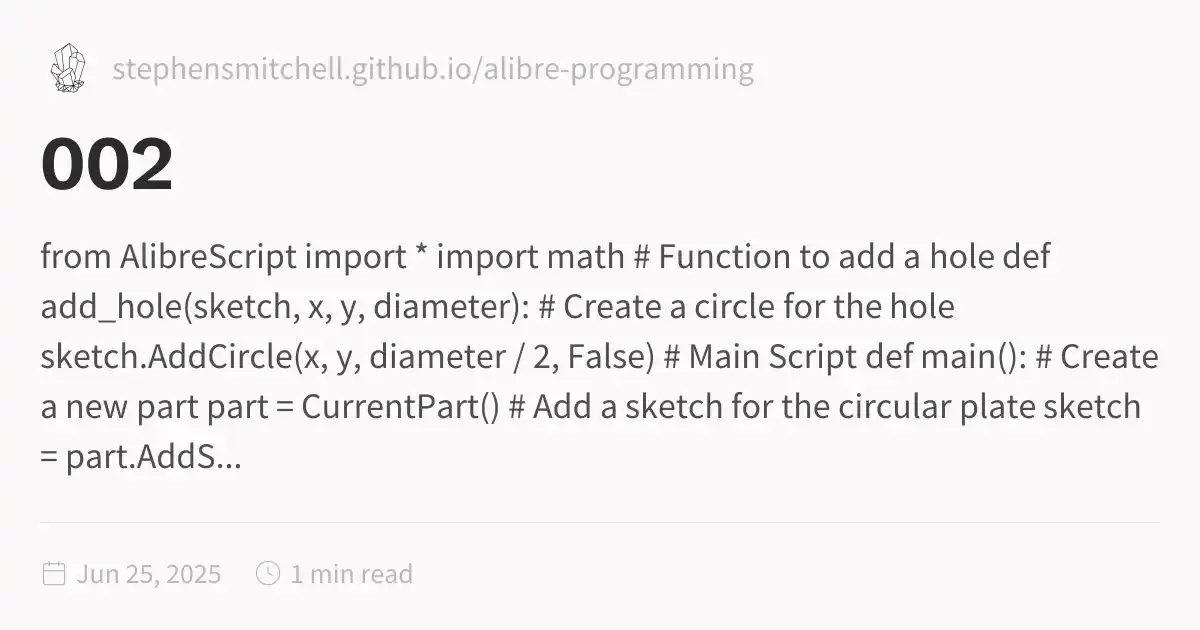 stephensmitchell.github.io/alibre-programming
002
from AlibreScript import * import math # Function to add a hole def
add_hole(sketch, x, y, diameter): # Create a circle for the hole
sketch.AddCircle(x, y, diameter / 2, False) # Main Script def main(): # Create
a new part part = CurrentPart() # Add a sketch for the circular plate sketch
= part.AddS...
Jun 25, 2025
1 min read